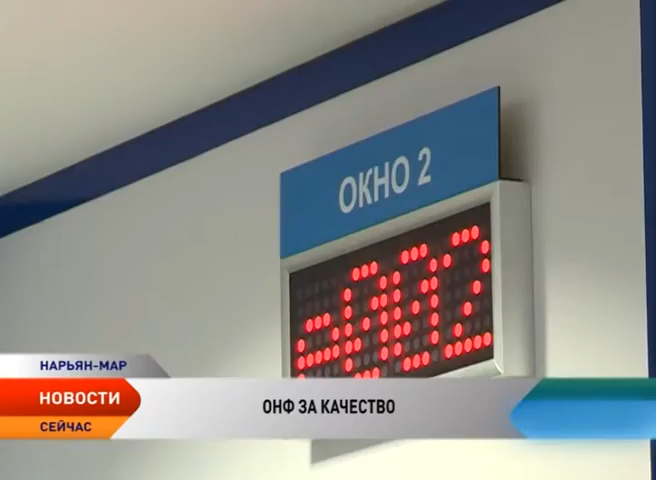 ОКНО 2
НАРЬЯН-МАР
НОВОСТИ
СЕЙЧАС
ОНФ ЗА КАЧЕСТВО